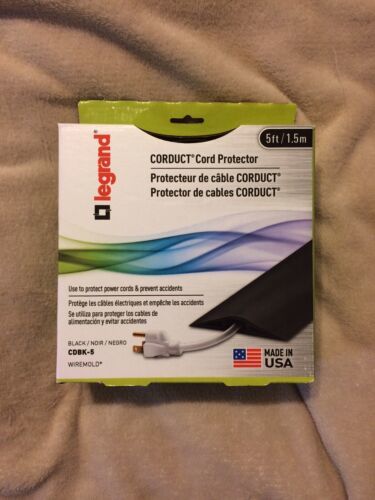 5ft/1.5m
legrand®
CORDUCT® Cord Protector
Protecteur de câble CORDUCT®
Protector de cables CORDUCT®
Use to protect power cords & prevent accidents
Protège les câbles électriques et empêche les accidents
Se utiliza para proteger los cables de
alimentación y evitar accidentes
BLACK / NOIR / NEGRO
CDBK-5
WIREMOLD®
MADE IN
USA